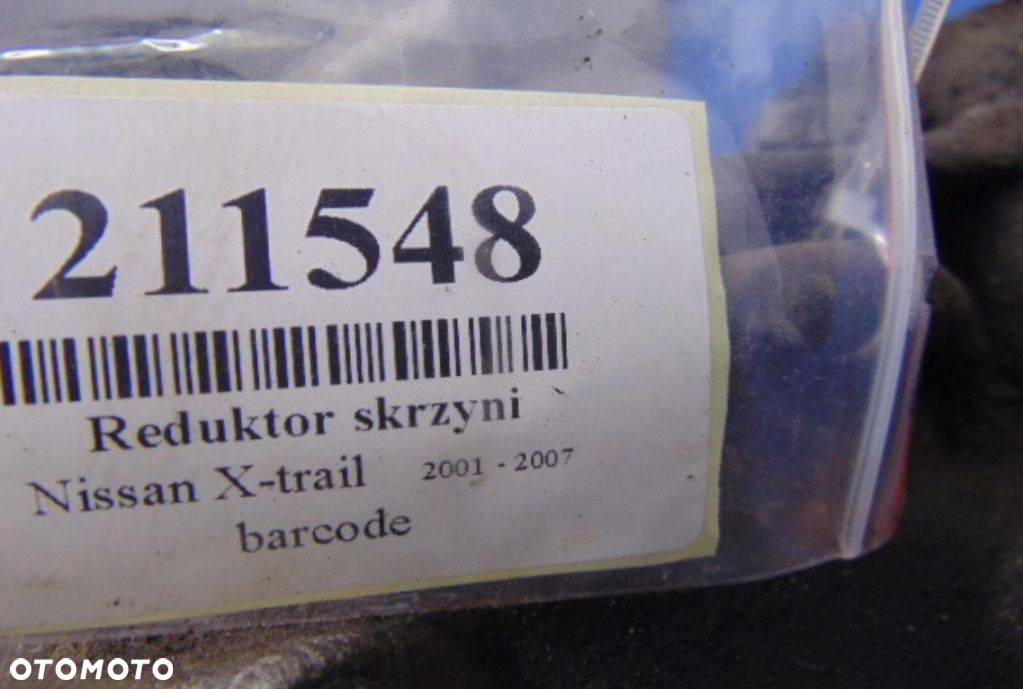 211548
Reduktor skrzyni
Nissan X-trail 2001 - 2007
barcode
OTOMOTO